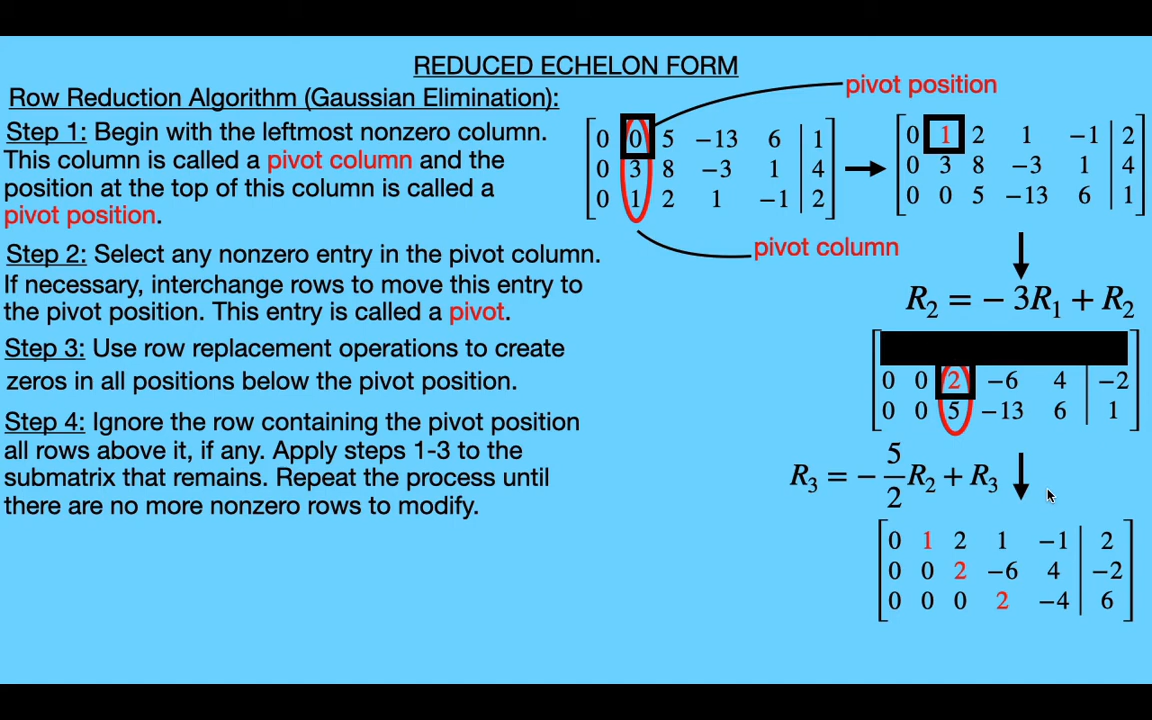 REDUCED ECHELON FORM
Row Reduction Algorithm (Gaussian Elimination):
Step 1: Begin with the leftmost nonzero column.
This column is called a pivot column and the
position at the top of this column is called a
pivot position.
Step 2: Select any nonzero entry in the pivot column.
If necessary, interchange rows to move this entry to
the pivot position. This entry is called a pivot.
Step 3: Use row replacement operations to create
zeros in all positions below the pivot position.
Step 4: Ignore the row containing the pivot position
all rows above it, if any. Apply steps 1-3 to the
submatrix that remains. Repeat the process until
there are no more nonzero rows to modify.
pivot position
0 0 5 −13 6 | 1
0 3 8 −3 1 | 4
0 1 2 1 −1 | 2
pivot column
0 1 2 1 −1 | 2
0 3 8 −3 1 | 4
0 0 5 −13 6 | 1
R₂ = − 3R₁ + R₂
0 0 2 −6 4 | −2
0 0 5 −13 6 | 1
R₃ = − 5/2 R₂ + R₃
0 1 2 1 −1 | 2
0 0 2 −6 4 | −2
0 0 0 2 −4 | 6